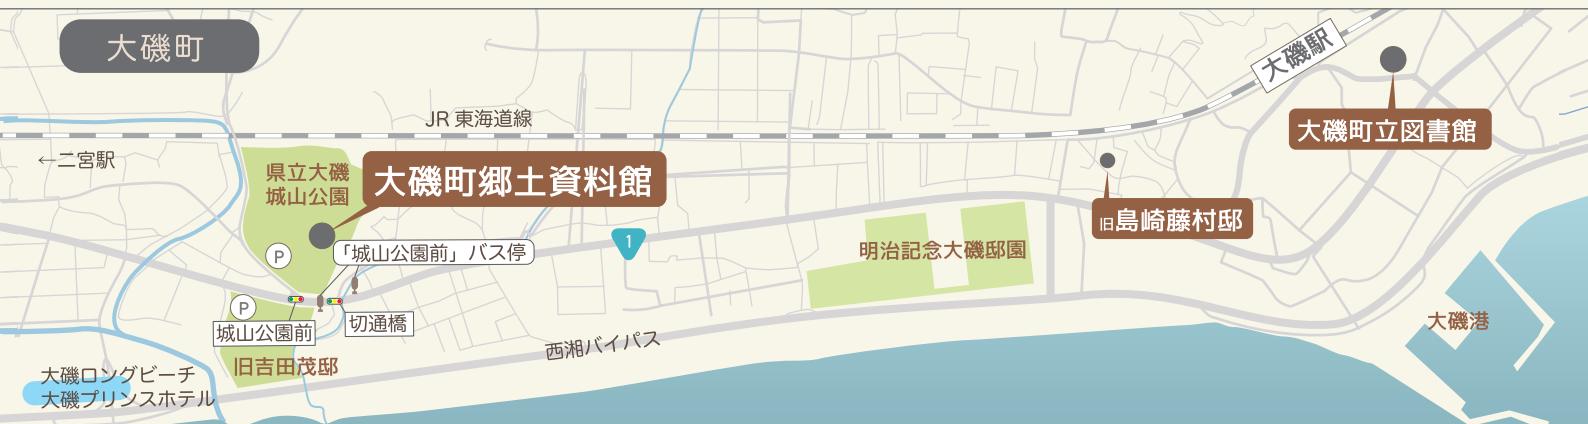 大磯町
大磯駅
大磯町立図書館
JR東海道線
←二宮駅
県立大磯
城山公園
大磯町郷土資料館
旧島崎藤村邸
P
「城山公園前」バス停
1
明治記念大磯邸園
P
城山公園前
切通橋
大磯港
西湘バイパス
旧吉田茂邸
大磯ロングビーチ
大磯プリンスホテル